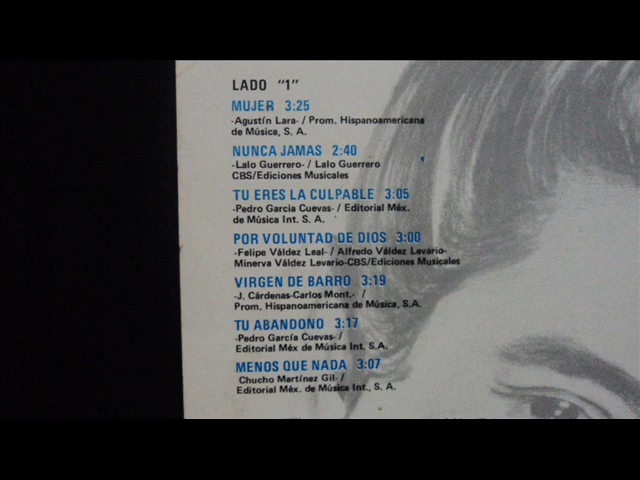 LADO "1"
MUJER 3:25
-Agustín Lara- / Prom. Hispanoamericana
de Música, S. A.
NUNCA JAMAS 2:40
-Lalo Guerrero- / Lalo Guerrero
CBS/Ediciones Musicales
TU ERES LA CULPABLE 3:05
-Pedro García Cuevas- / Editorial Méx.
de Música Int. S. A.
POR VOLUNTAD DE DIOS 3:00
-Felipe Váldez Leal- / Alfredo Váldez Levario-
Minerva Váldez Levario-CBS/Ediciones Musicales
VIRGEN DE BARRO 3:19
-J. Cárdenas-Carlos Mont.- /
Prom. Hispanoamericana de Música, S.A.
TU ABANDONO 3:17
-Pedro García Cuevas- /
Editorial Méx de Música Int. S.A.
MENOS QUE NADA 3:07
Chucho Martínez Gil- /
Editorial Méx. de Música Int., S. A.